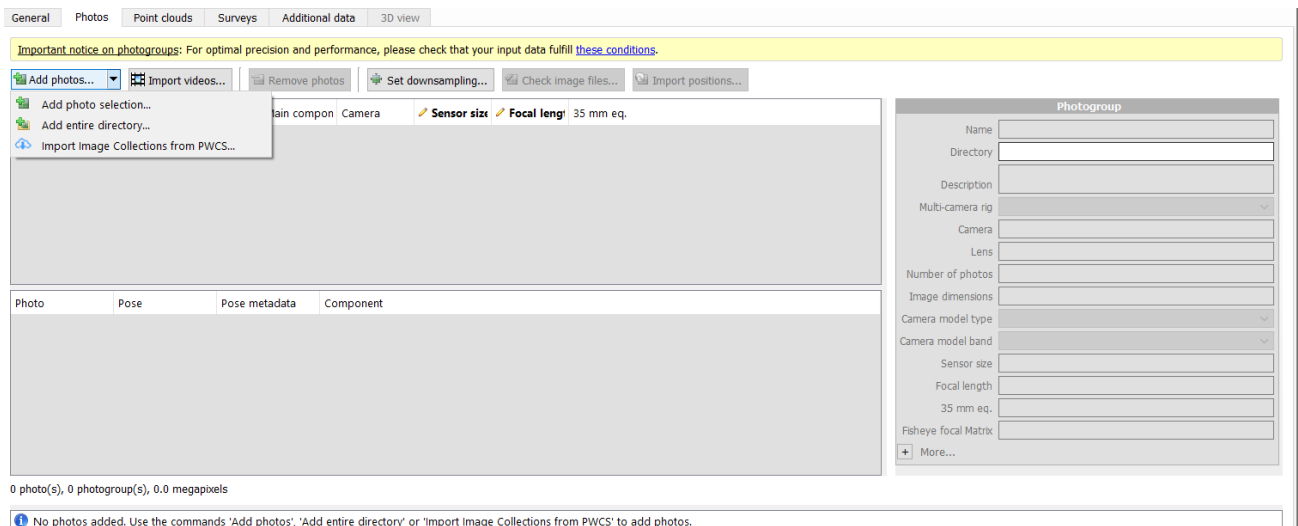 General Photos Point clouds Surveys Additional data 3D view
Important notice on photogroups: For optimal precision and performance, please check that your input data fulfill these conditions.
Add photos... Import videos... Remove photos Set downsampling... Check image files... Import positions...
Add photo selection...
Add entire directory...
Import Image Collections from PWCS...
Main compon Camera Sensor size Focal lengt 35 mm eq.
Photo Pose Pose metadata Component
Photogroup
Name
Directory
Description
Multi-camera rig
Camera
Lens
Number of photos
Image dimensions
Camera model type
Camera model band
Sensor size
Focal length
35 mm eq.
Fisheye focal Matrix
+ More...
0 photo(s), 0 photogroup(s), 0.0 megapixels
No photos added. Use the commands 'Add photos', 'Add entire directory' or 'Import Image Collections from PWCS' to add photos.